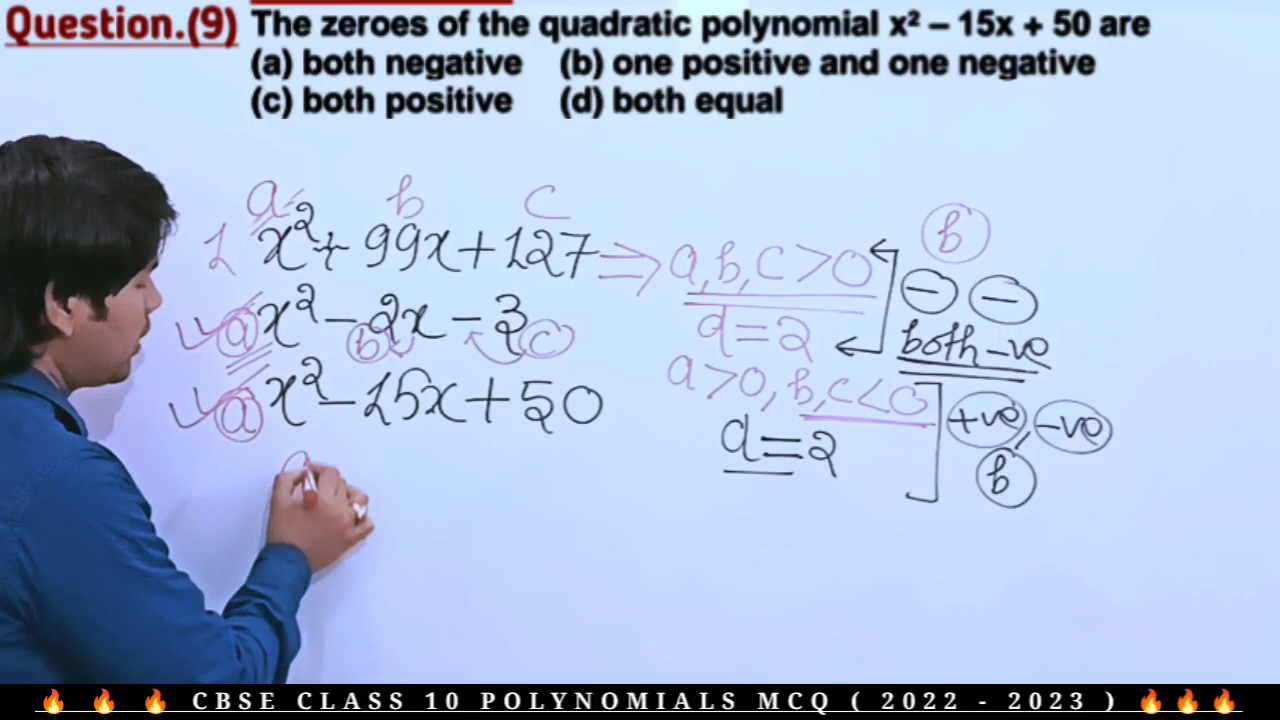 Question.(9) The zeroes of the quadratic polynomial x² – 15x + 50 are
(a) both negative (b) one positive and one negative
(c) both positive (d) both equal
a b c
1 x² + 99x + 127 ⇒ a, b, c > 0 b
a x² – 2x – 3 d = 2 – –
b c both –ve
a x² – 15x + 50 a > 0, b, c < 0 +ve, –ve
d = 2 b
🔥 🔥 🔥 CBSE CLASS 10 POLYNOMIALS MCQ ( 2022 - 2023 ) 🔥🔥🔥